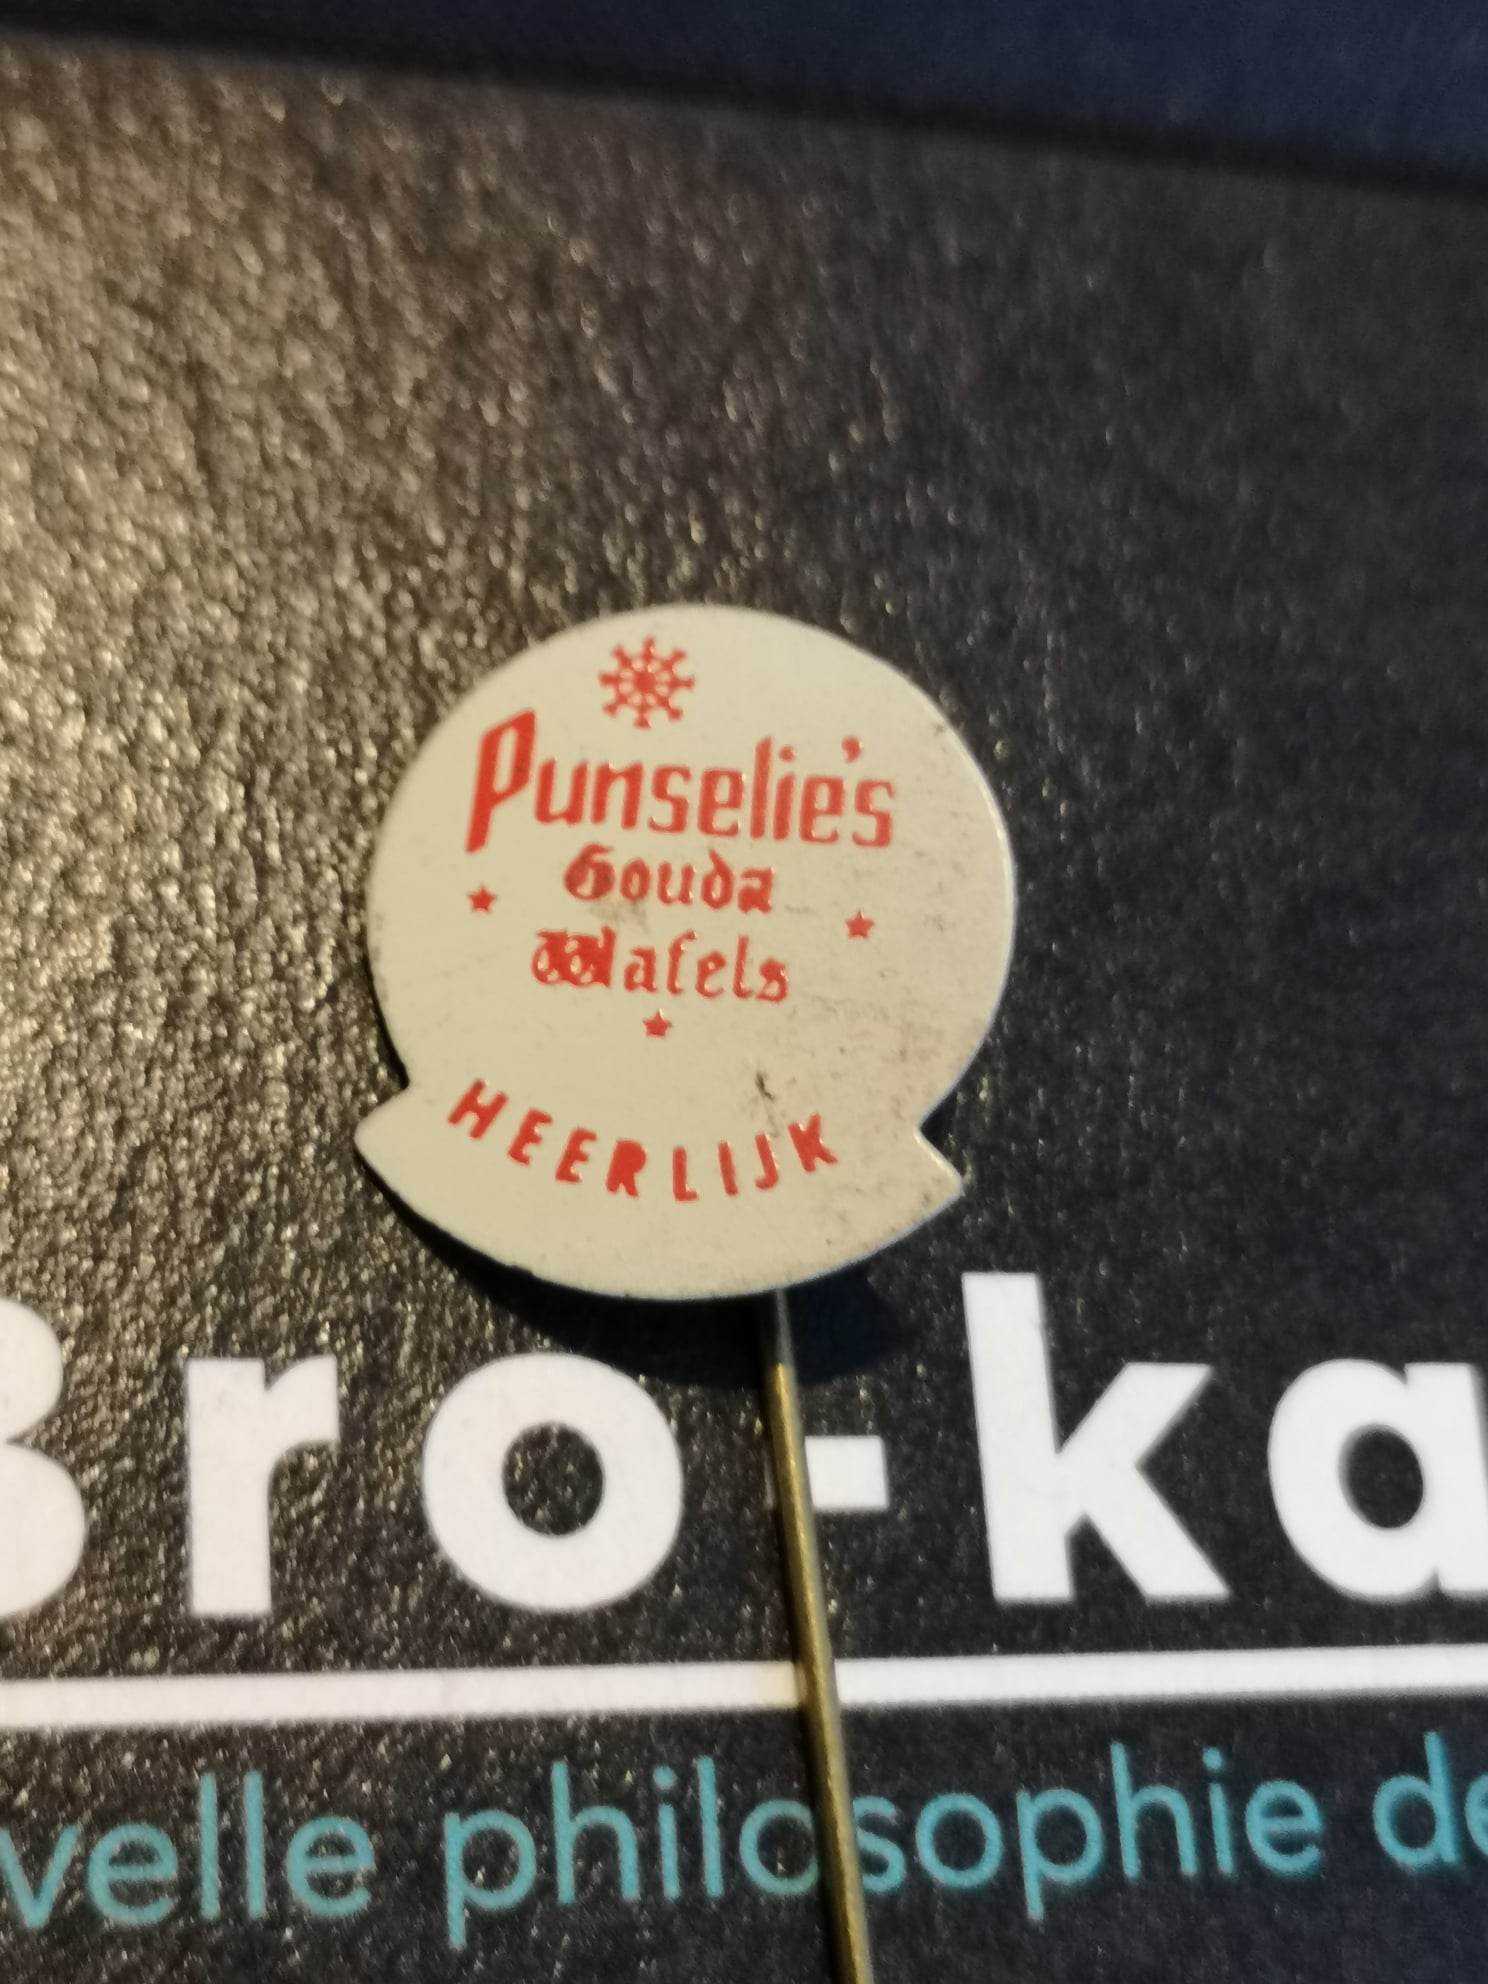 Punselie's
Gouda
Wafels
HEERLIJK
Bro-ka
velle philosophie de